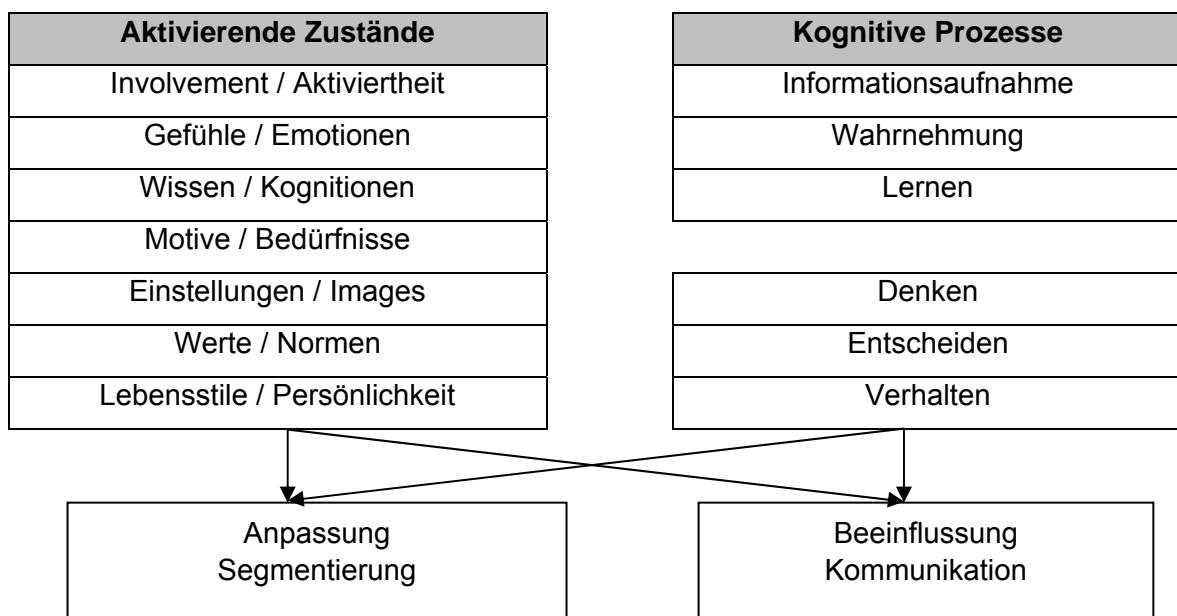 Aktivierende Zustände
Involvement / Aktiviertheit
Gefühle / Emotionen
Wissen / Kognitionen
Motive / Bedürfnisse
Einstellungen / Images
Werte / Normen
Lebensstile / Persönlichkeit
Kognitive Prozesse
Informationsaufnahme
Wahrnehmung
Lernen
Denken
Entscheiden
Verhalten
Anpassung
Segmentierung
Beeinflussung
Kommunikation